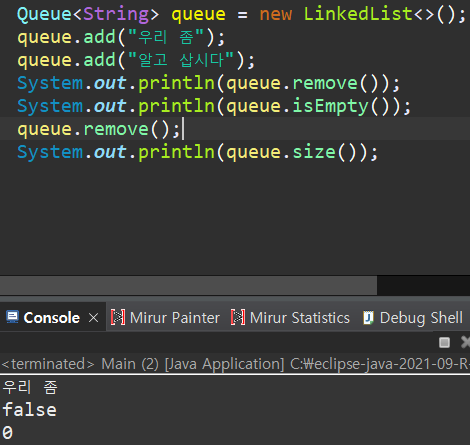 Queue<String> queue = new LinkedList<>();
queue.add("우리 좀");
queue.add("알고 삽시다");
System.out.println(queue.remove());
System.out.println(queue.isEmpty());
queue.remove();
System.out.println(queue.size());
Console Mirur Painter Mirur Statistics Debug Shell
<terminated> Main (2) [Java Application] C:₩eclipse-java-2021-09-R-
우리 좀
false
0